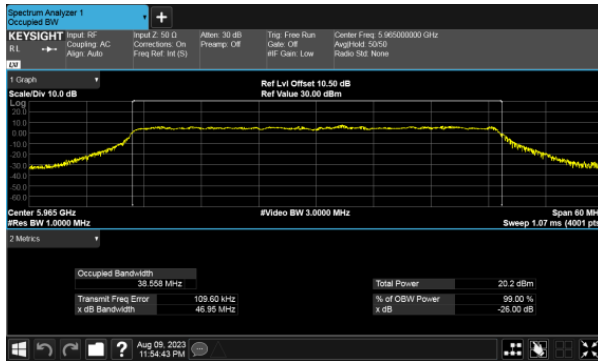 Spectrum Analyzer 1
Occupied BW
KEYSIGHT Input: RF Input Z: 50 Ω Atten: 30 dB Trig: Free Run Center Freq: 5.965000000 GHz
RL Coupling: AC Corrections: On Preamp: Off Gate: Off Avg|Hold: 50/50
Align: Auto Freq Ref: Int (S) #IF Gain: Low Radio Std: None
LXI
1 Graph
Scale/Div 10.0 dB Ref Lvl Offset 10.50 dB
Ref Value 30.00 dBm
Log
20.0
10.0
0.00
-10.0
-20.0
-30.0
-40.0
-50.0
-60.0
Center 5.965 GHz #Video BW 3.0000 MHz Span 60 MH
#Res BW 1.0000 MHz Sweep 1.07 ms (4001 pts
2 Metrics
Occupied Bandwidth
38.558 MHz Total Power 20.2 dBm
Transmit Freq Error 109.60 kHz % of OBW Power 99.00 %
x dB Bandwidth 46.95 MHz x dB -26.00 dB
? Aug 09, 2023
11:54:43 PM